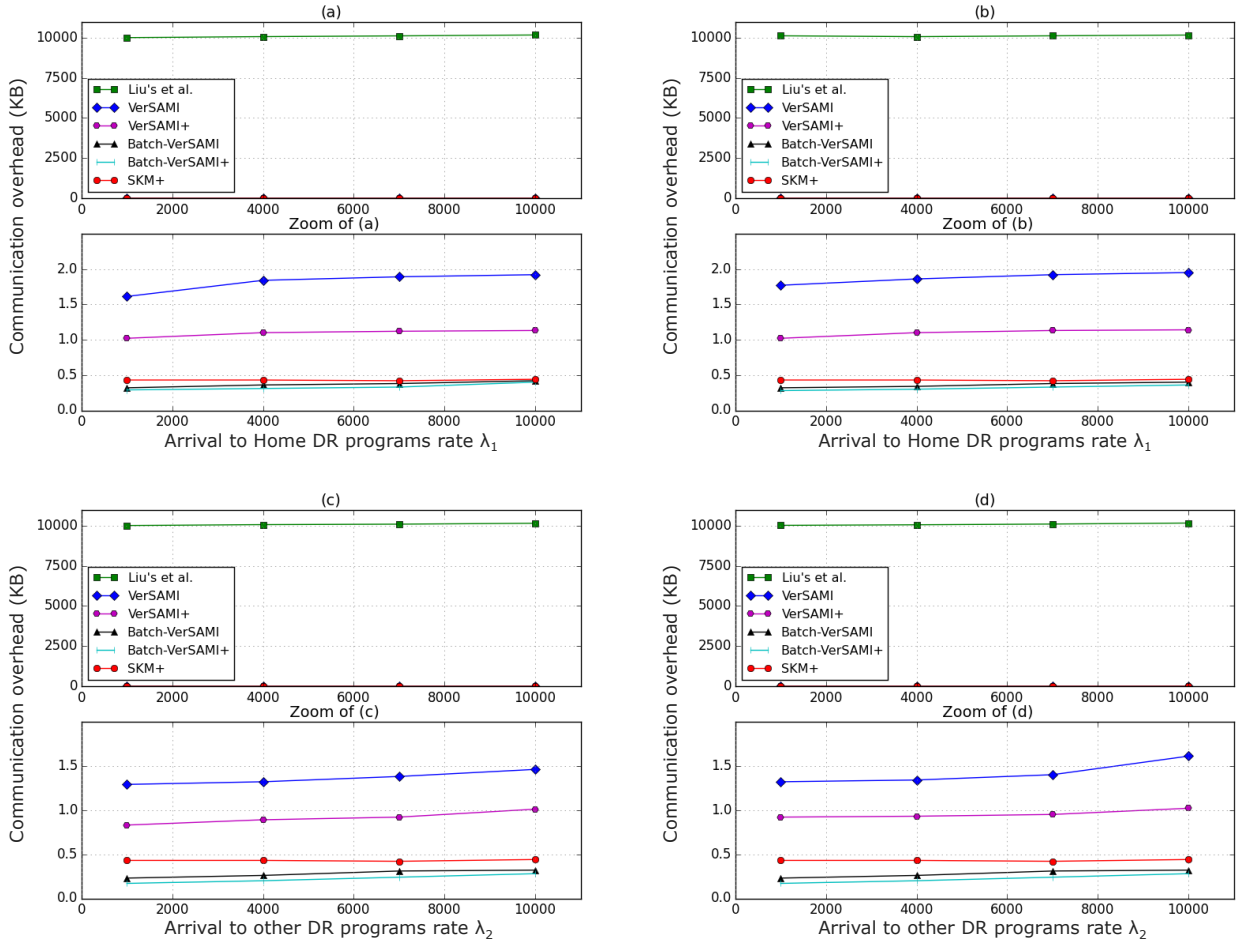 (a)
Communication overhead (KB)
10000
7500
5000
2500
0
Liu's et al.
VerSAMI
VerSAMI+
Batch-VerSAMI
Batch-VerSAMI+
SKM+
0 2000 4000 6000 8000 10000
Zoom of (a)
2.0
1.5
1.0
0.5
0.0
0 2000 4000 6000 8000 10000
Arrival to Home DR programs rate λ1
(b)
Communication overhead (KB)
10000
7500
5000
2500
0
Liu's et al.
VerSAMI
VerSAMI+
Batch-VerSAMI
Batch-VerSAMI+
SKM+
0 2000 4000 6000 8000 10000
Zoom of (b)
2.0
1.5
1.0
0.5
0.0
0 2000 4000 6000 8000 10000
Arrival to Home DR programs rate λ1
(c)
Communication overhead (KB)
10000
7500
5000
2500
0
Liu's et al.
VerSAMI
VerSAMI+
Batch-VerSAMI
Batch-VerSAMI+
SKM+
0 2000 4000 6000 8000 10000
Zoom of (c)
1.5
1.0
0.5
0.0
0 2000 4000 6000 8000 10000
Arrival to other DR programs rate λ2
(d)
Communication overhead (KB)
10000
7500
5000
2500
0
Liu's et al.
VerSAMI
VerSAMI+
Batch-VerSAMI
Batch-VerSAMI+
SKM+
0 2000 4000 6000 8000 10000
Zoom of (d)
1.5
1.0
0.5
0.0
0 2000 4000 6000 8000 10000
Arrival to other DR programs rate λ2